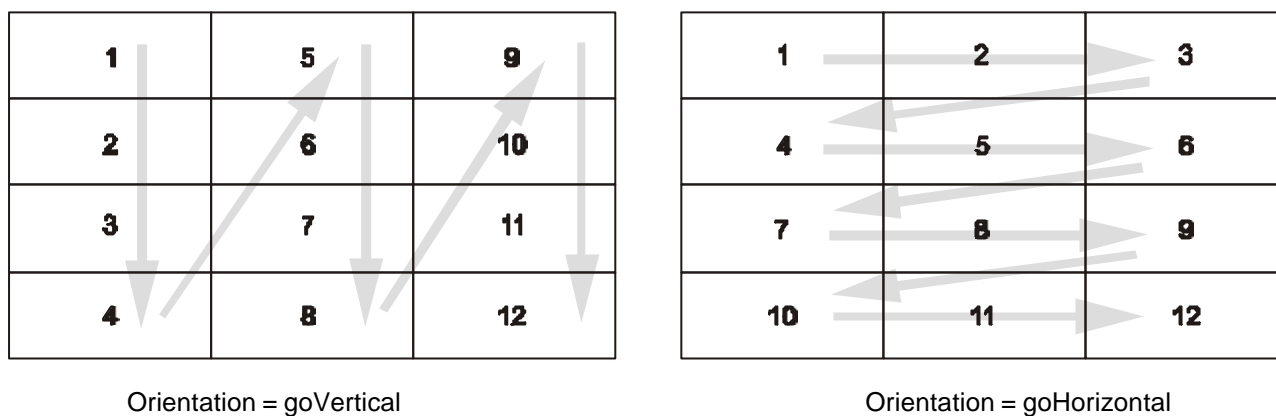 1 5 9
2 6 10
3 7 11
4 8 12
Orientation = goVertical
1 2 3
4 5 6
7 8 9
10 11 12
Orientation = goHorizontal